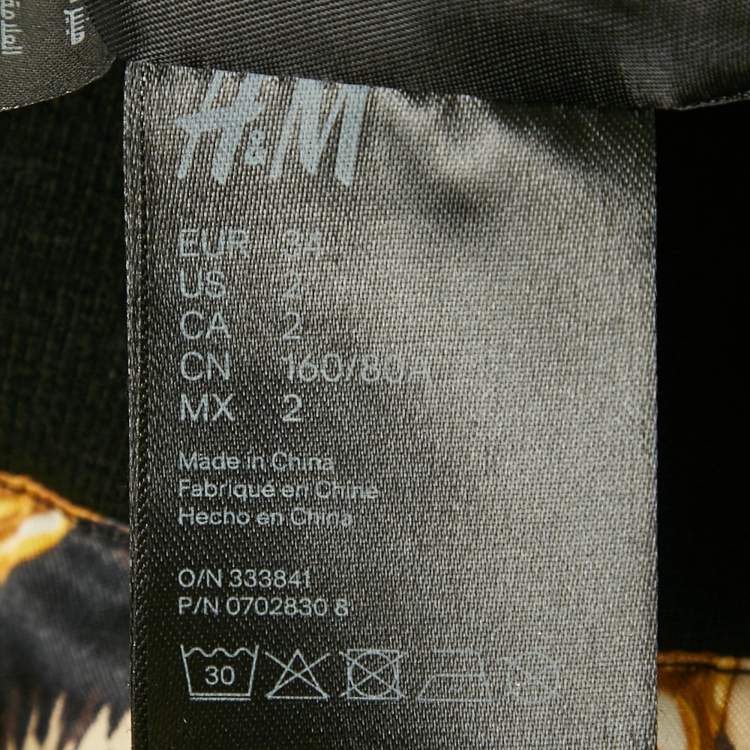 H&M
EUR 34
US 2
CA 2
CN 160/80A
MX 2
Made in China
Fabriqué en Chine
Hecho en China
O/N 333841
P/N 0702830 8
30